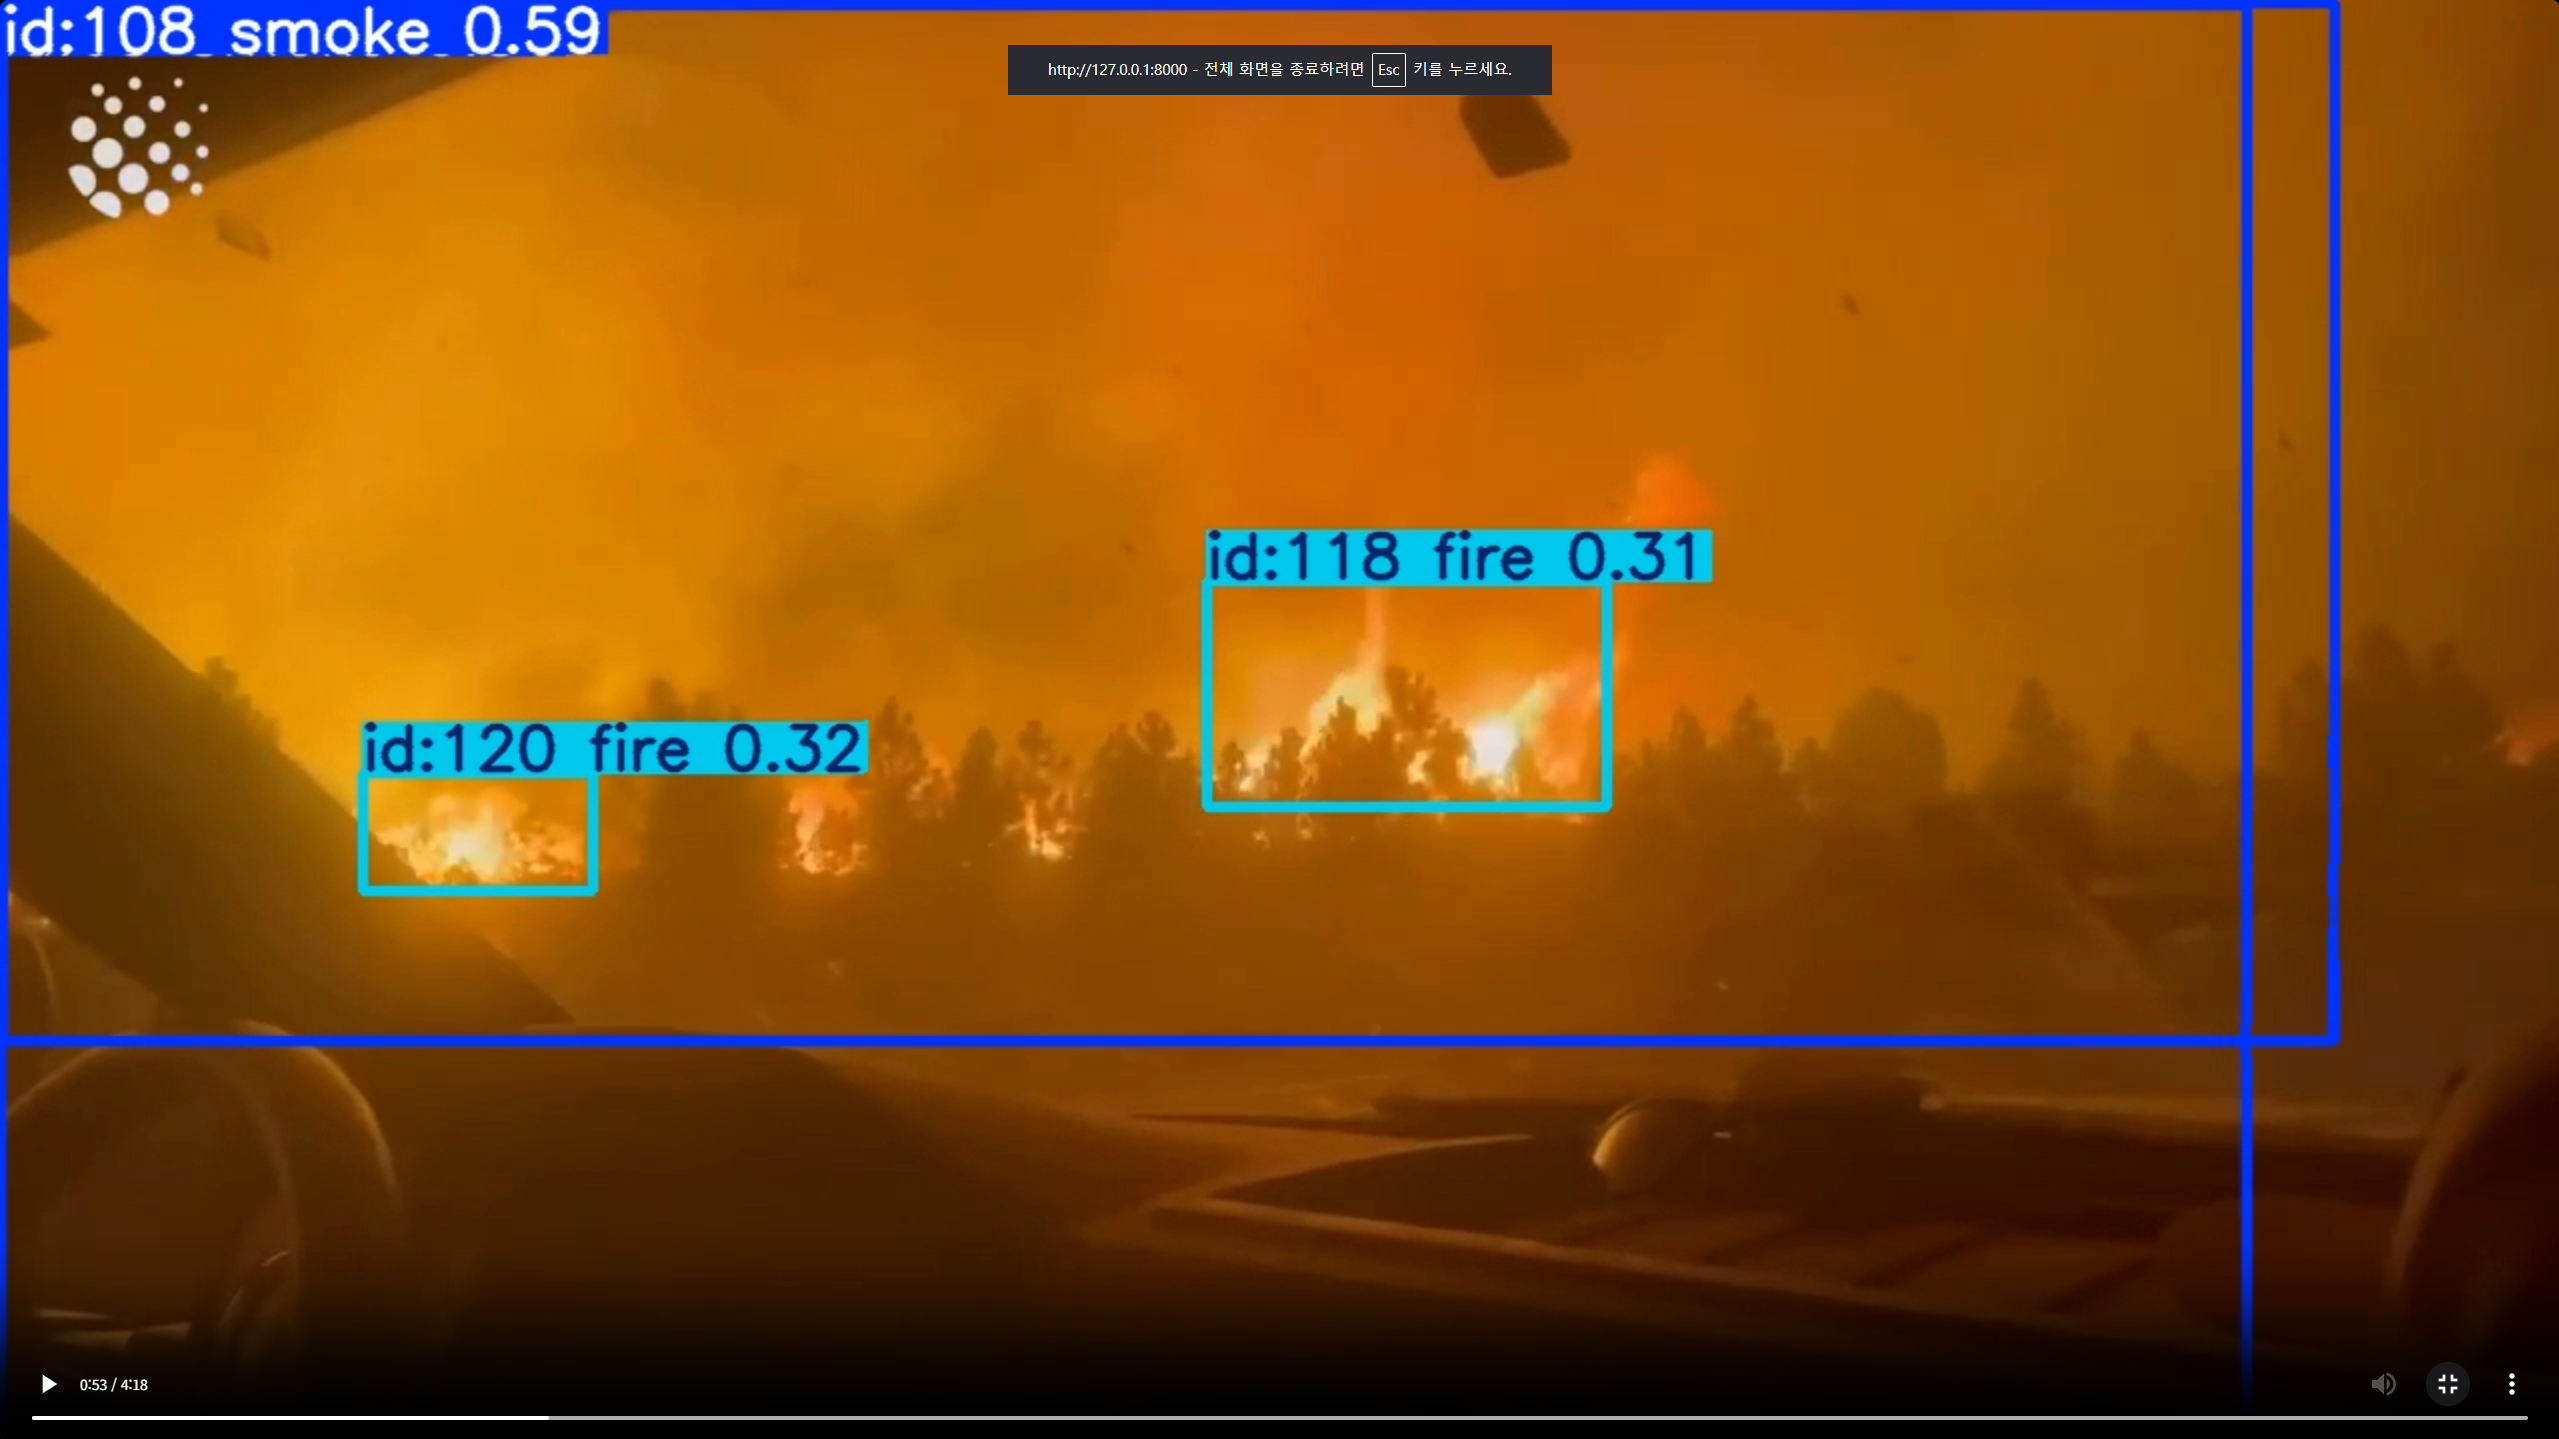 id:108 smoke 0.59
http://127.0.0.1:8000 - 전체 화면을 종료하려면 Esc 키를 누르세요.
id:118 fire 0.31
id:120 fire 0.32
0:53 / 4:18